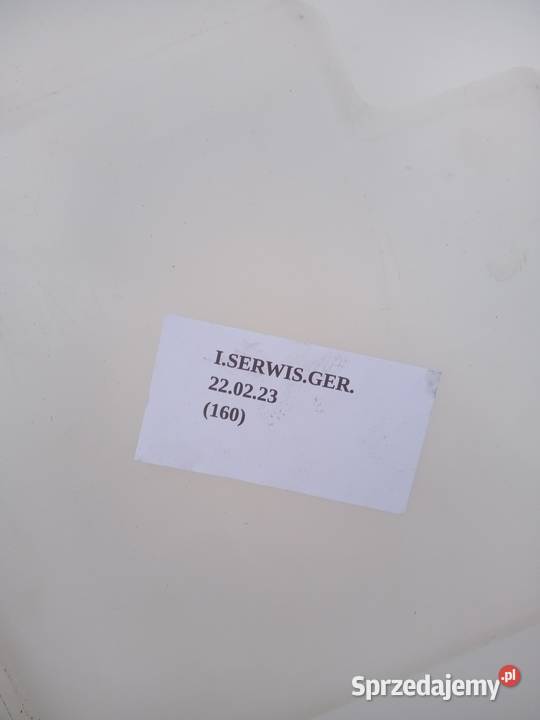 I.SERWIS.GER.
22.02.23
(160)
Sprzedajemy.pl